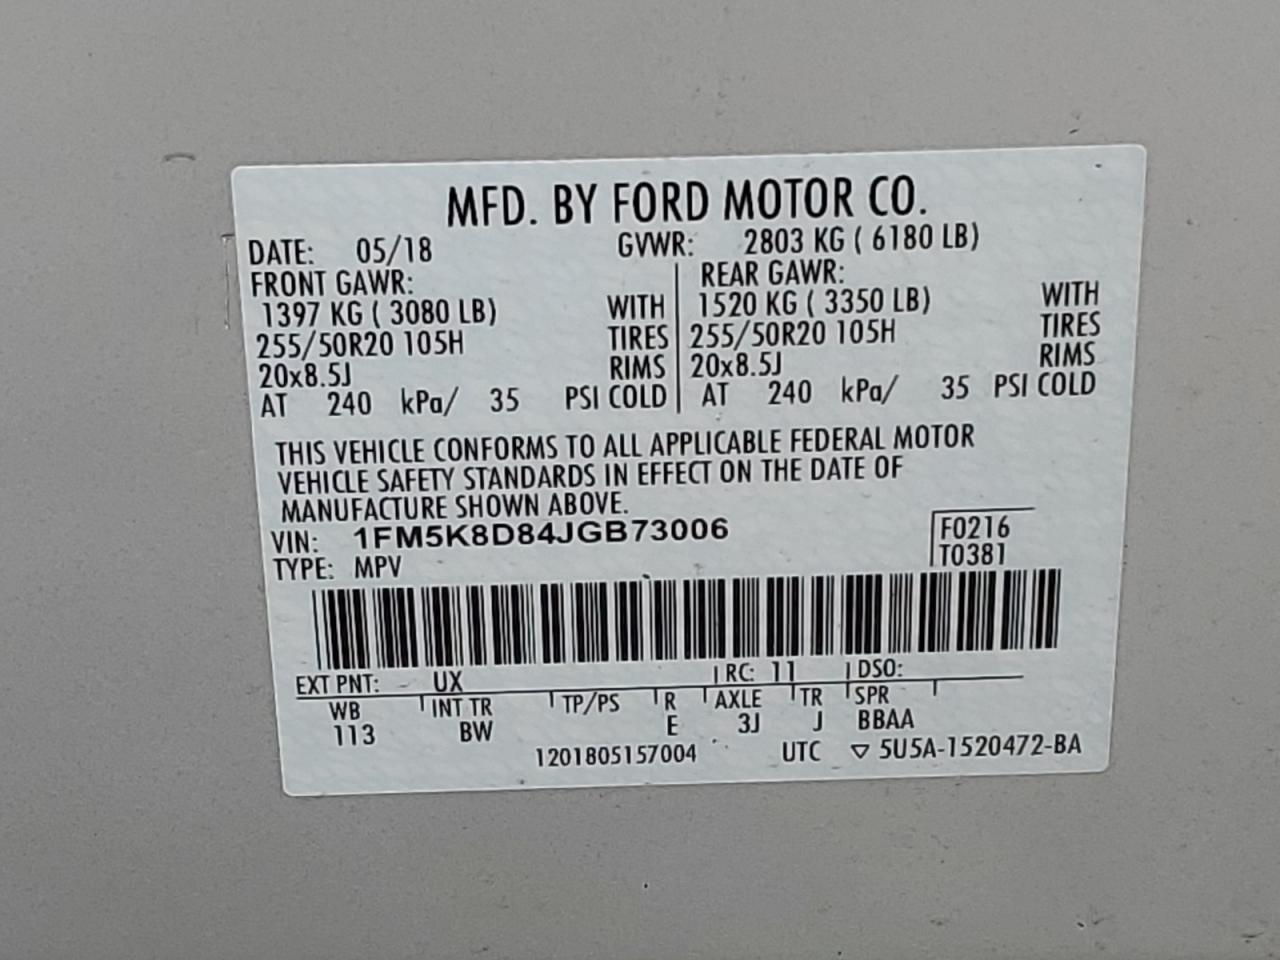 MFD. BY FORD MOTOR CO.
DATE: 05/18 GVWR: 2803 KG ( 6180 LB)
FRONT GAWR: REAR GAWR:
1397 KG ( 3080 LB) WITH 1520 KG ( 3350 LB) WITH
255/50R20 105H TIRES 255/50R20 105H TIRES
20x8.5J RIMS 20x8.5J RIMS
AT 240 kPa/ 35 PSI COLD AT 240 kPa/ 35 PSI COLD
THIS VEHICLE CONFORMS TO ALL APPLICABLE FEDERAL MOTOR
VEHICLE SAFETY STANDARDS IN EFFECT ON THE DATE OF
MANUFACTURE SHOWN ABOVE.
VIN: 1FM5K8D84JGB73006 F0216
TYPE: MPV T0381
EXT PNT: UX RC: 11 DSO:
WB INT TR TP/PS R AXLE TR SPR
113 BW E 3J J BBAA
1201805157004 UTC ▽ 5U5A-1520472-BA